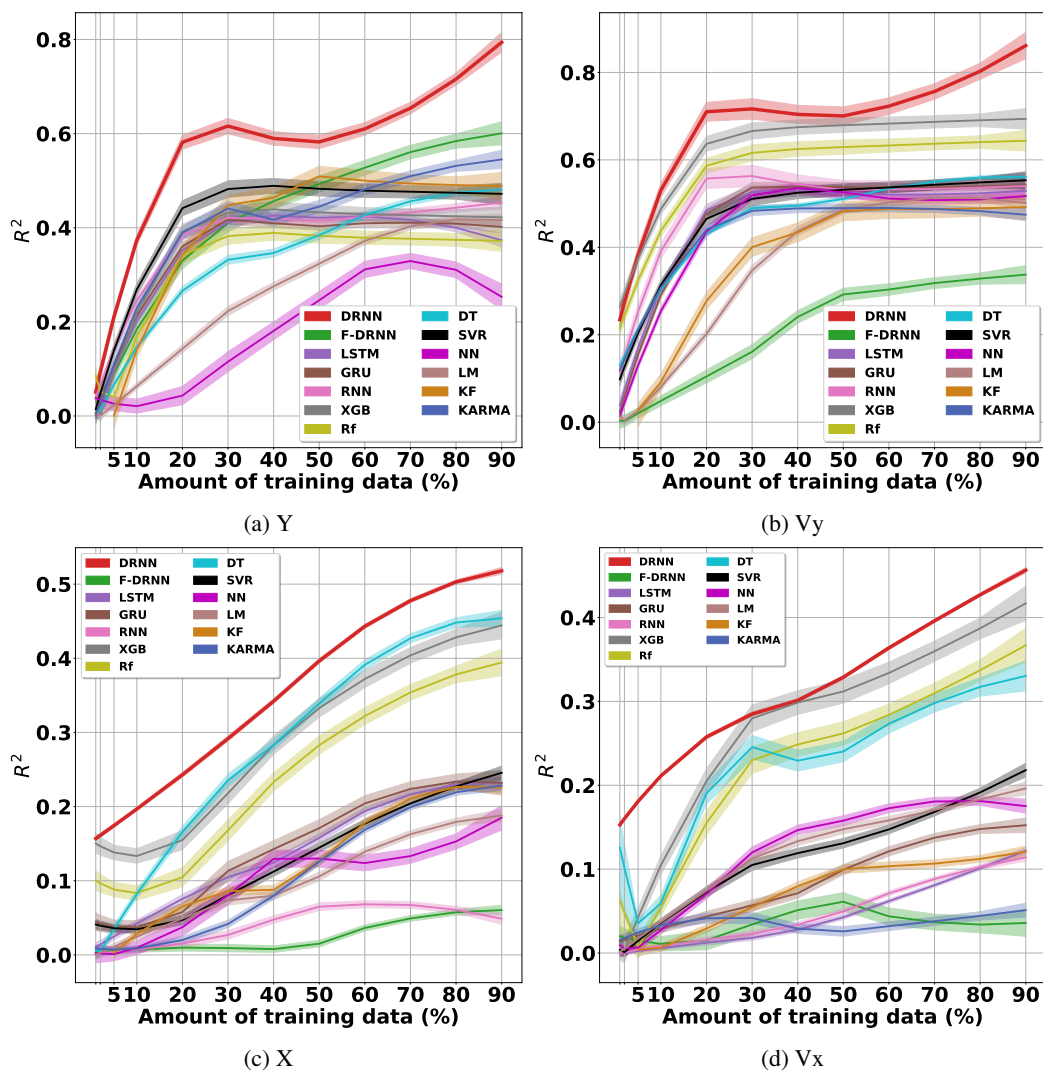 0.8
0.6
0.4
0.2
0.0
R²
DRNN
F-DRNN
LSTM
GRU
RNN
XGB
Rf
DT
SVR
NN
LM
KF
KARMA
5 10 20 30 40 50 60 70 80 90
Amount of training data (%)
(a) Y
0.8
0.6
0.4
0.2
0.0
R²
DRNN
F-DRNN
LSTM
GRU
RNN
XGB
Rf
DT
SVR
NN
LM
KF
KARMA
5 10 20 30 40 50 60 70 80 90
Amount of training data (%)
(b) Vy
0.5
0.4
0.3
0.2
0.1
0.0
R²
DRNN
F-DRNN
LSTM
GRU
RNN
XGB
Rf
DT
SVR
NN
LM
KF
KARMA
5 10 20 30 40 50 60 70 80 90
Amount of training data (%)
(c) X
0.4
0.3
0.2
0.1
0.0
R²
DRNN
F-DRNN
LSTM
GRU
RNN
XGB
Rf
DT
SVR
NN
LM
KF
KARMA
5 10 20 30 40 50 60 70 80 90
Amount of training data (%)
(d) Vx